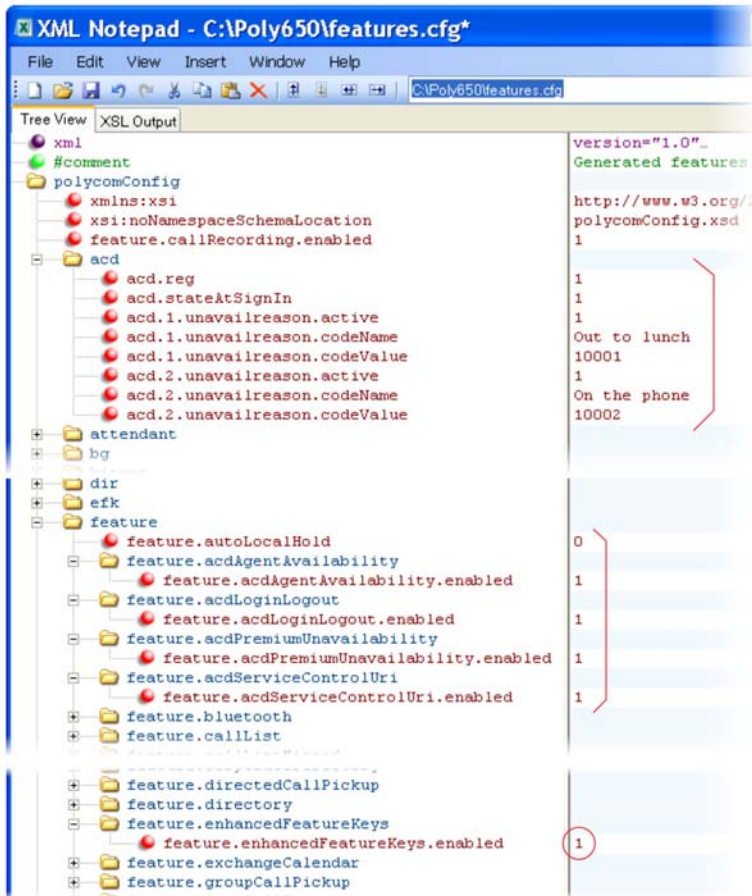 XML Notepad - C:\Poly650\features.cfg*
File Edit View Insert Window Help
C:\Poly650\features.cfg
Tree View XSL Output
xml version="1.0"...
#comment Generated features
polycomConfig
xmlns:xsi http://www.w3.org/
xsi:noNamespaceSchemaLocation polycomConfig.xsd
feature.callRecording.enabled 1
acd
acd.reg 1
acd.stateAtSignIn 1
acd.1.unavailreason.active 1
acd.1.unavailreason.codeName Out to lunch
acd.1.unavailreason.codeValue 10001
acd.2.unavailreason.active 1
acd.2.unavailreason.codeName On the phone
acd.2.unavailreason.codeValue 10002
attendant
bg
dir
efk
feature
feature.autoLocalHold 0
feature.acdAgentAvailability
feature.acdAgentAvailability.enabled 1
feature.acdLoginLogout
feature.acdLoginLogout.enabled 1
feature.acdPremiumUnavailability
feature.acdPremiumUnavailability.enabled 1
feature.acdServiceControlUri
feature.acdServiceControlUri.enabled 1
feature.bluetooth
feature.callList
feature.directedCallPickup
feature.directory
feature.enhancedFeatureKeys
feature.enhancedFeatureKeys.enabled 1
feature.exchangeCalendar
feature.groupCallPickup